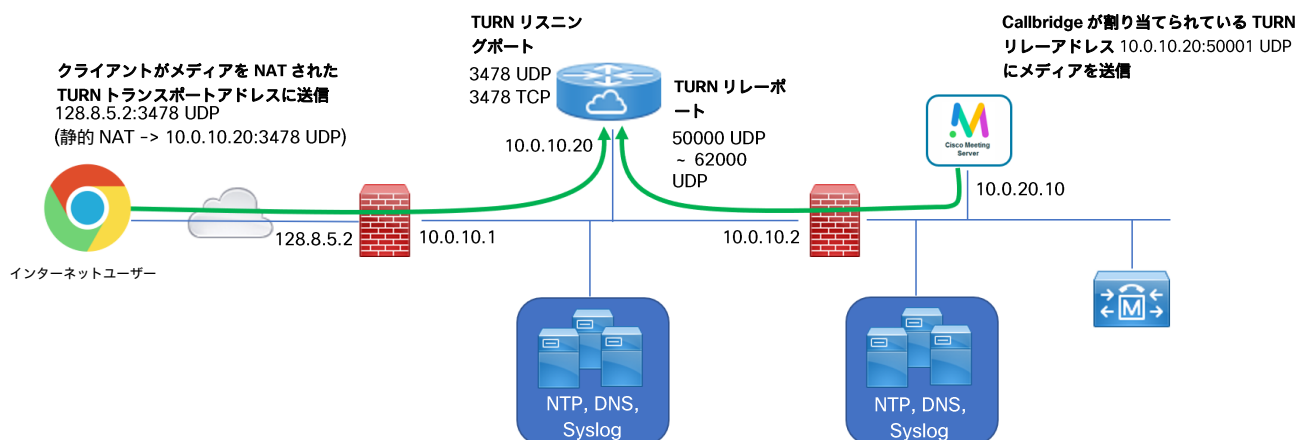 TURN リスニン
グポート
3478 UDP
3478 TCP
Callbridge が割り当てられている TURN
リレーアドレス 10.0.10.20:50001 UDP
にメディアを送信
クライアントがメディアを NAT された
TURN トランスポートアドレスに送信
128.8.5.2:3478 UDP
(静的 NAT -> 10.0.10.20:3478 UDP)
TURN リレーポ
ート
50000 UDP
~ 62000
UDP
10.0.10.20
Cisco Meeting
Server
10.0.20.10
128.8.5.2
10.0.10.1
10.0.10.2
インターネットユーザー
M
NTP, DNS,
Syslog
NTP, DNS,
Syslog